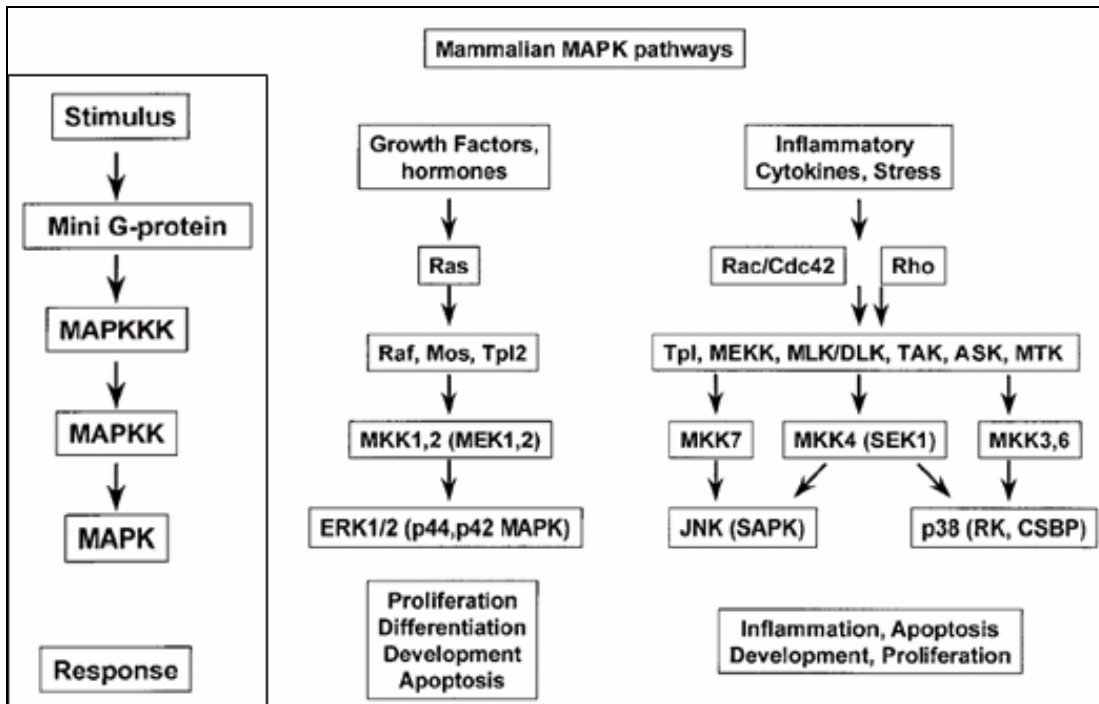 Mammalian MAPK pathways
Stimulus
Mini G-protein
MAPKKK
MAPKK
MAPK
Response
Growth Factors,
hormones
Ras
Raf, Mos, Tpl2
MKK1,2 (MEK1,2)
ERK1/2 (p44,p42 MAPK)
Proliferation
Differentiation
Development
Apoptosis
Inflammatory
Cytokines, Stress
Rac/Cdc42
Rho
Tpl, MEKK, MLK/DLK, TAK, ASK, MTK
MKK7
MKK4 (SEK1)
MKK3,6
JNK (SAPK)
p38 (RK, CSBP)
Inflammation, Apoptosis
Development, Proliferation